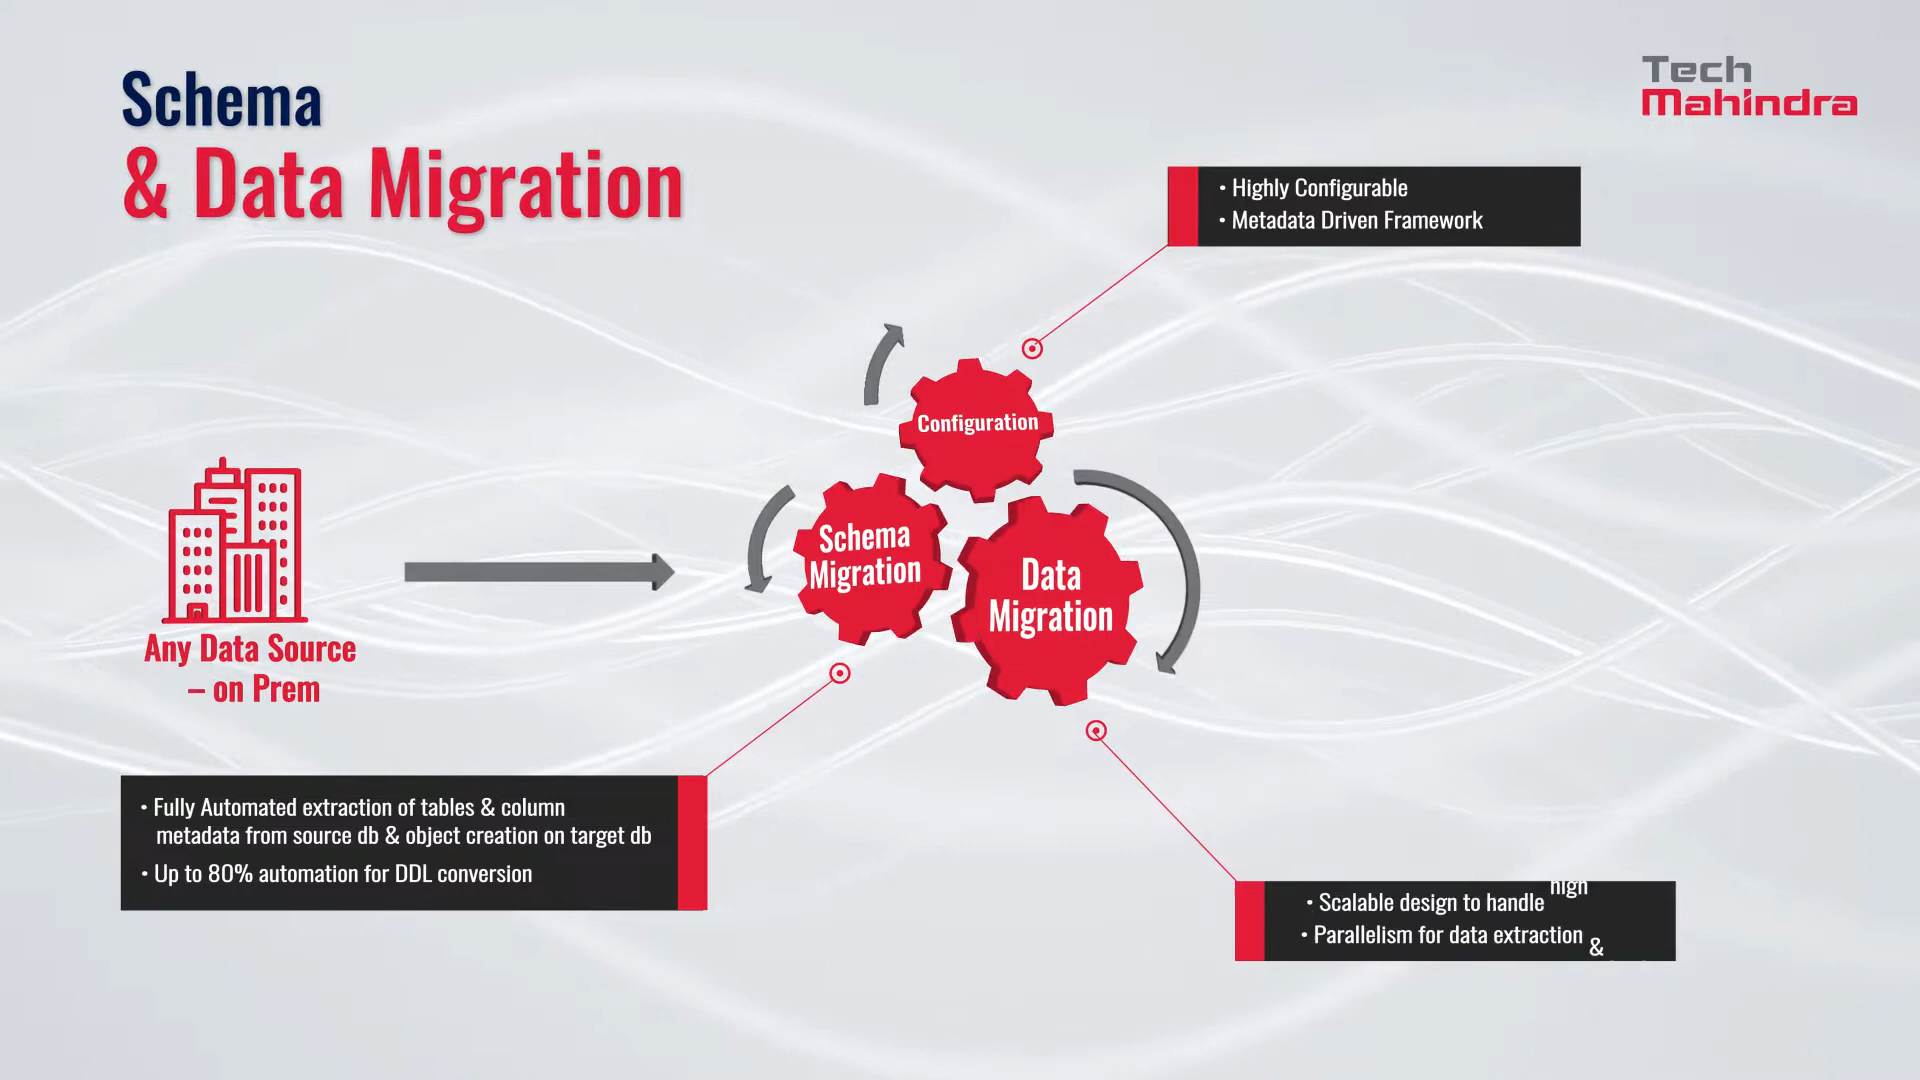 Schema
& Data Migration
Tech
Mahindra
• Highly Configurable
• Metadata Driven Framework
Configuration
Schema
Migration
Data
Migration
Any Data Source
– on Prem
• Fully Automated extraction of tables & column
metadata from source db & object creation on target db
• Up to 80% automation for DDL conversion
• Scalable design to handle high
• Parallelism for data extraction &